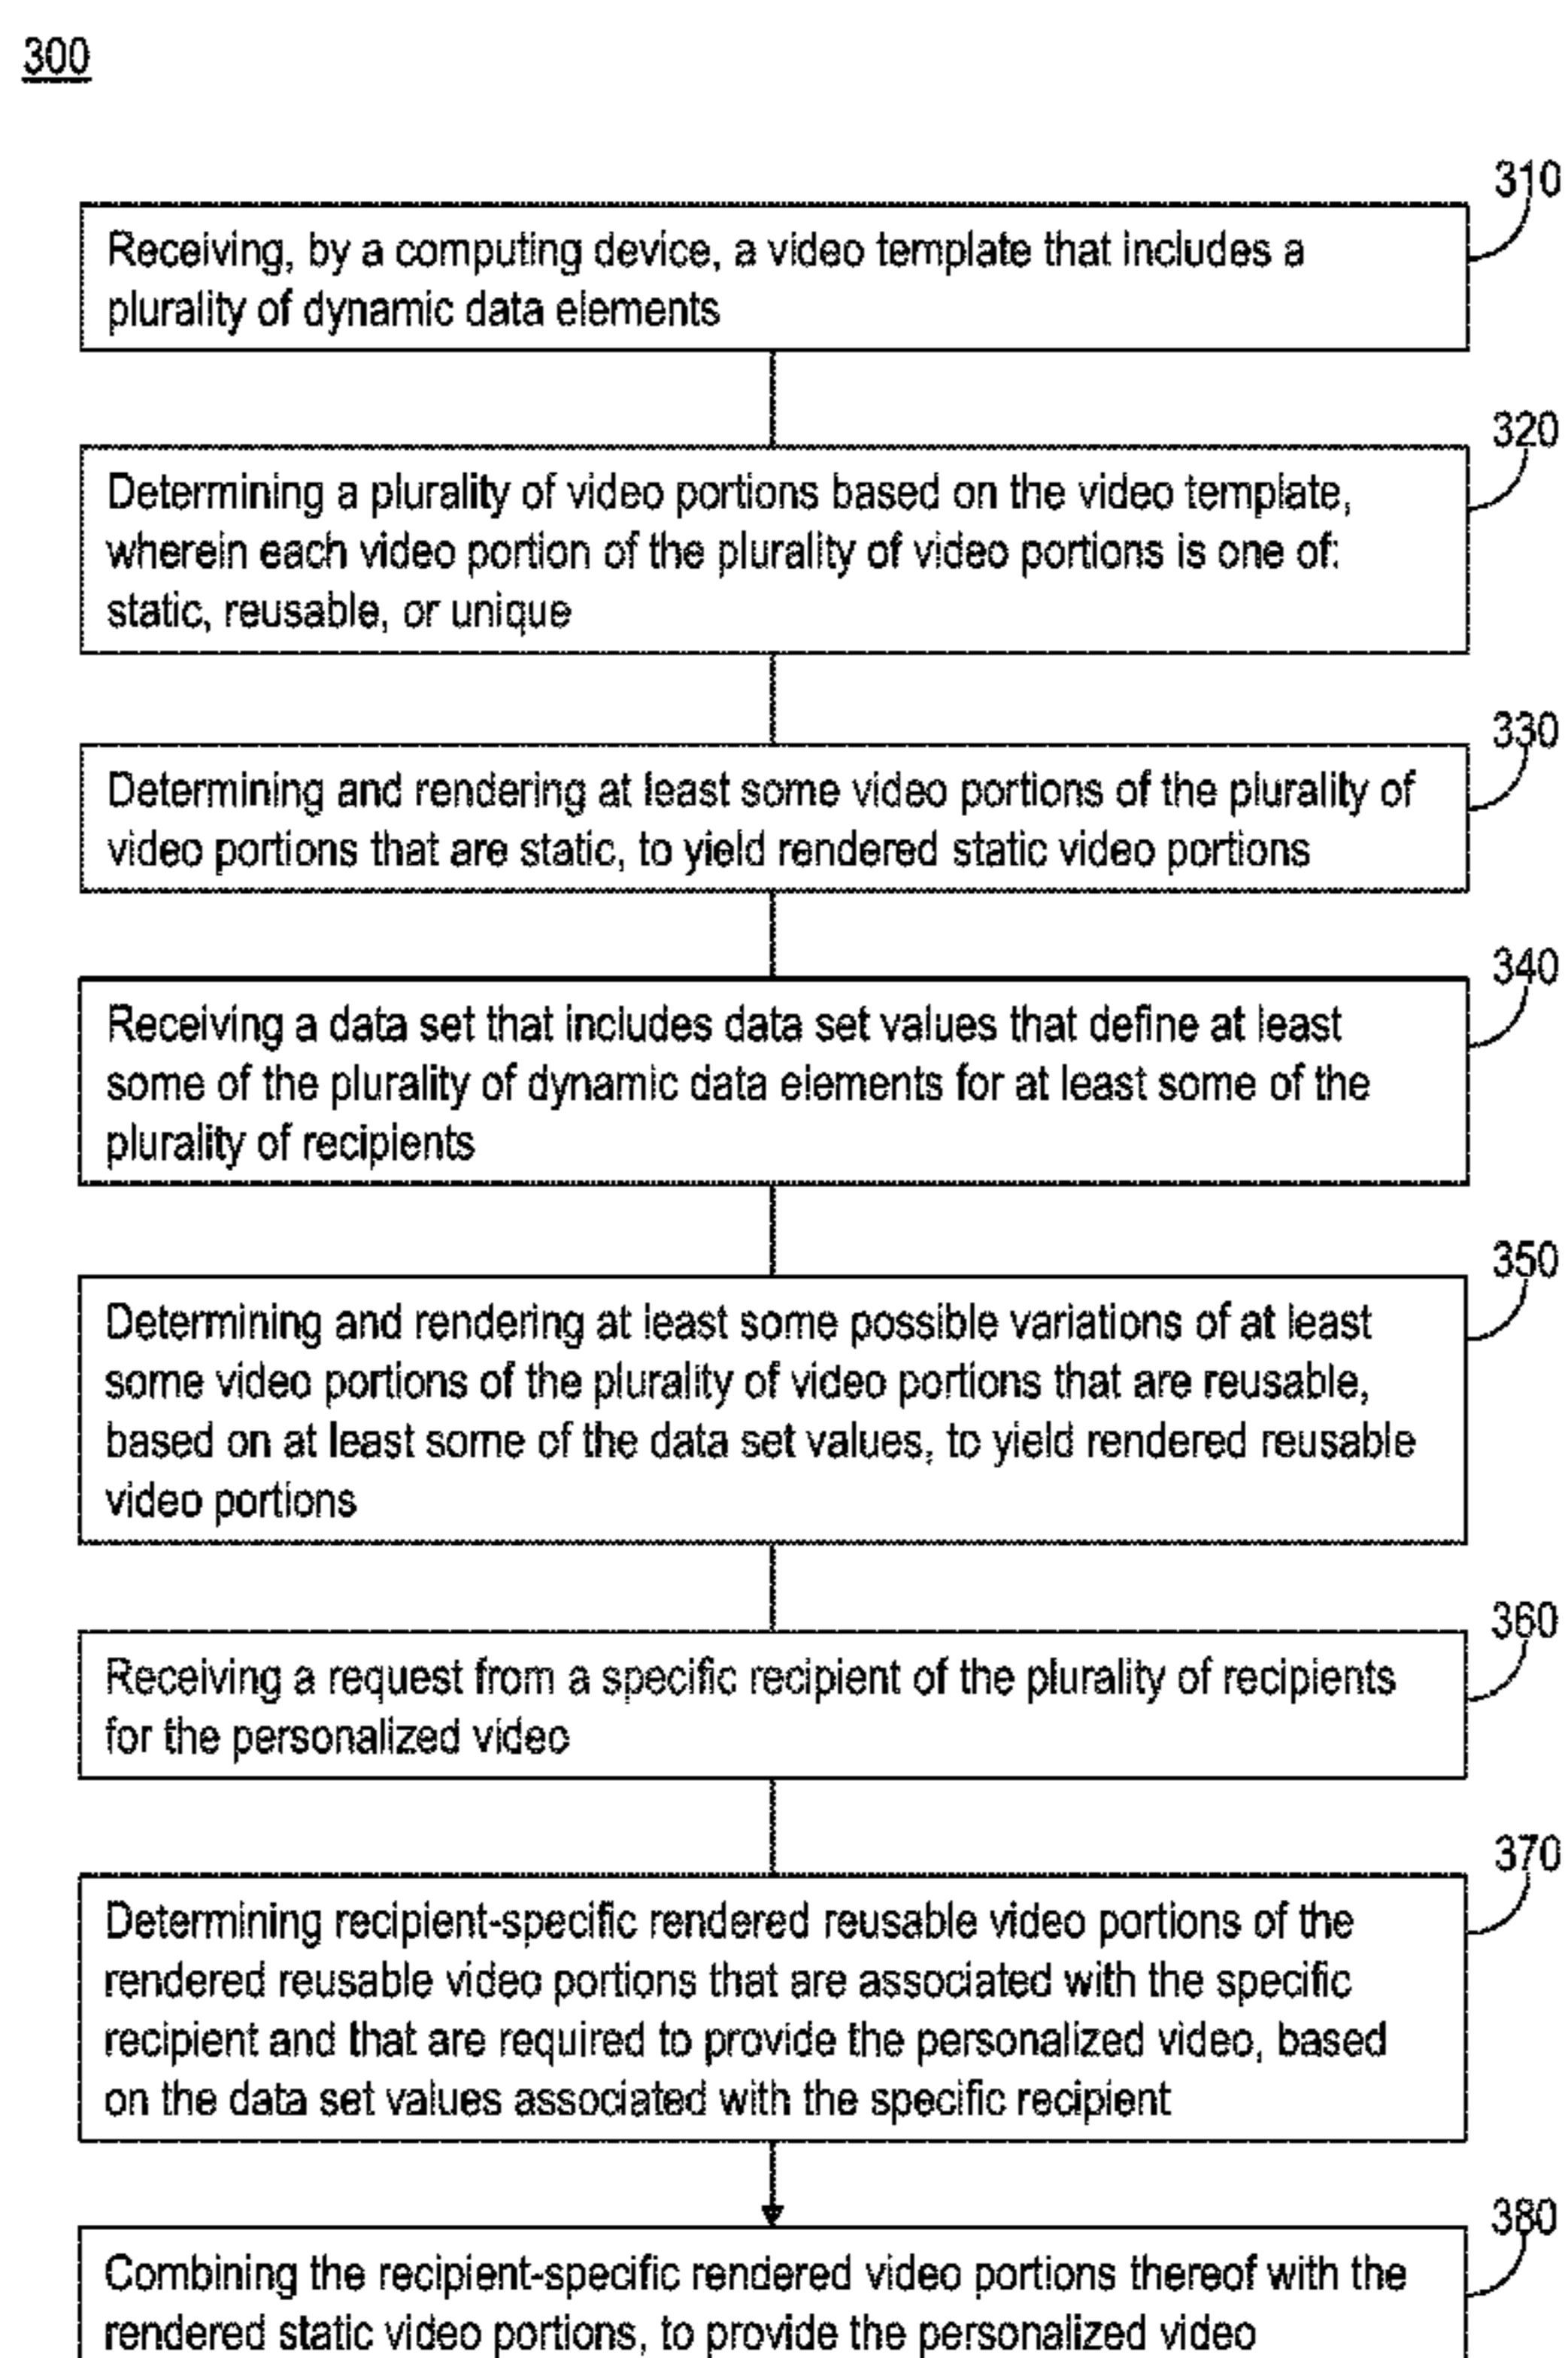 300
310
Receiving, by a computing device, a video template that includes a
plurality of dynamic data elements
320
Determining a plurality of video portions based on the video template,
wherein each video portion of the plurality of video portions is one of:
static, reusable, or unique
330
Determining and rendering at least some video portions of the plurality of
video portions that are static, to yield rendered static video portions
340
Receiving a data set that includes data set values that define at least
some of the plurality of dynamic data elements for at least some of the
plurality of recipients
350
Determining and rendering at least some possible variations of at least
some video portions of the plurality of video portions that are reusable,
based on at least some of the data set values, to yield rendered reusable
video portions
360
Receiving a request from a specific recipient of the plurality of recipients
for the personalized video
370
Determining recipient-specific rendered reusable video portions of the
rendered reusable video portions that are associated with the specific
recipient and that are required to provide the personalized video, based
on the data set values associated with the specific recipient
380
Combining the recipient-specific rendered video portions thereof with the
rendered static video portions, to provide the personalized video